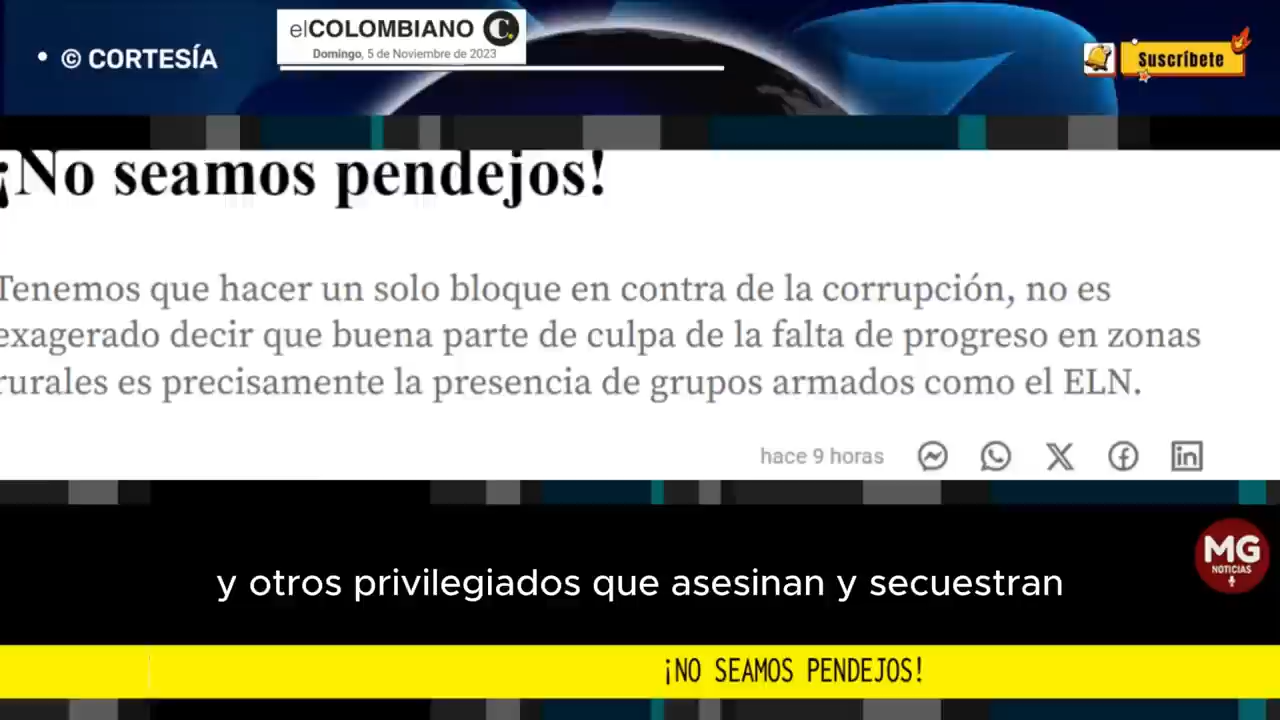 • © CORTESÍA
elCOLOMBIANO C
Domingo, 5 de Noviembre de 2023
Suscríbete
¡No seamos pendejos!
Tenemos que hacer un solo bloque en contra de la corrupción, no es
exagerado decir que buena parte de culpa de la falta de progreso en zonas
rurales es precisamente la presencia de grupos armados como el ELN.
hace 9 horas
MG
NOTICIAS
y otros privilegiados que asesinan y secuestran
¡NO SEAMOS PENDEJOS!